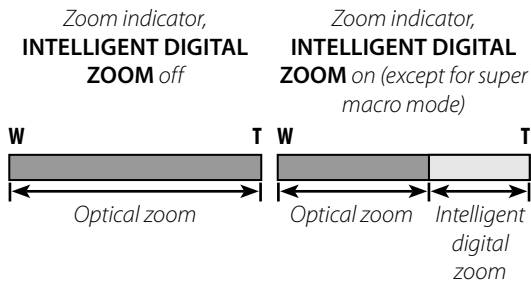 Zoom indicator,
INTELLIGENT DIGITAL
ZOOM off
W T
Optical zoom
Zoom indicator,
INTELLIGENT DIGITAL
ZOOM on (except for super
macro mode)
W T
Optical zoom
Intelligent
digital
zoom